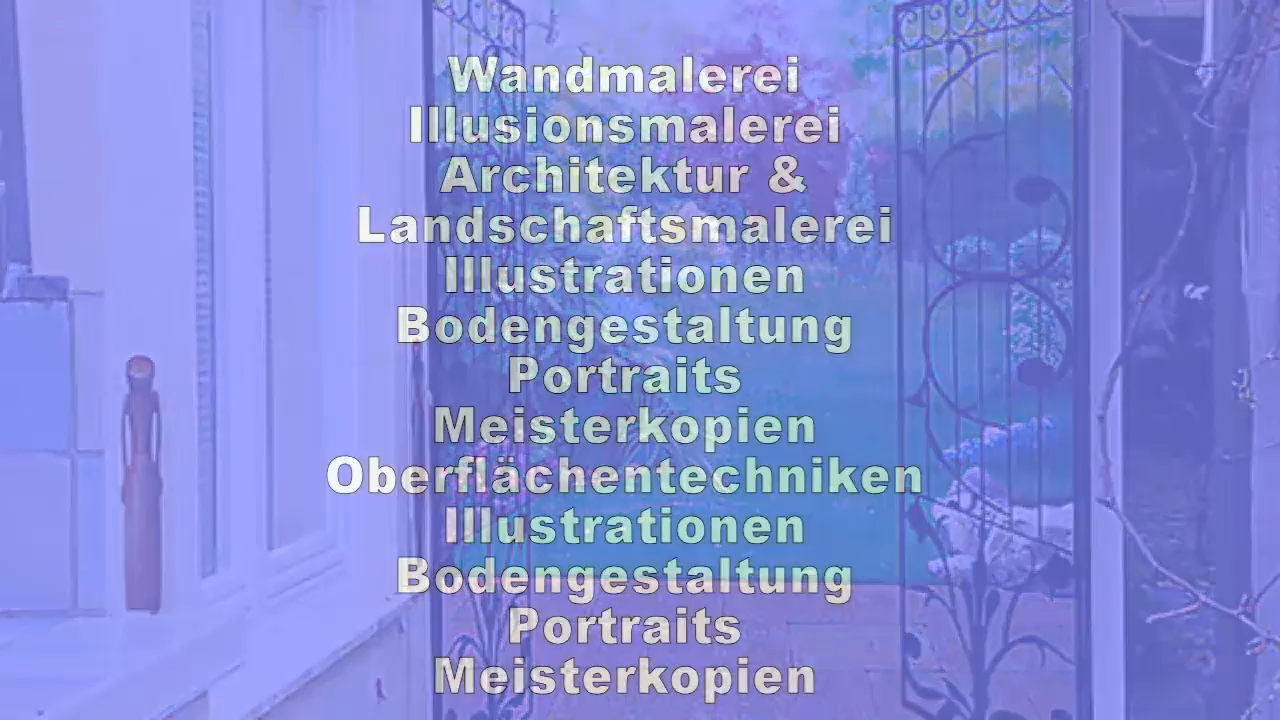 Wandmalerei
Illusionsmalerei
Architektur &
Landschaftsmalerei
Illustrationen
Bodengestaltung
Portraits
Meisterkopien
Oberflächentechniken
Illustrationen
Bodengestaltung
Portraits
Meisterkopien